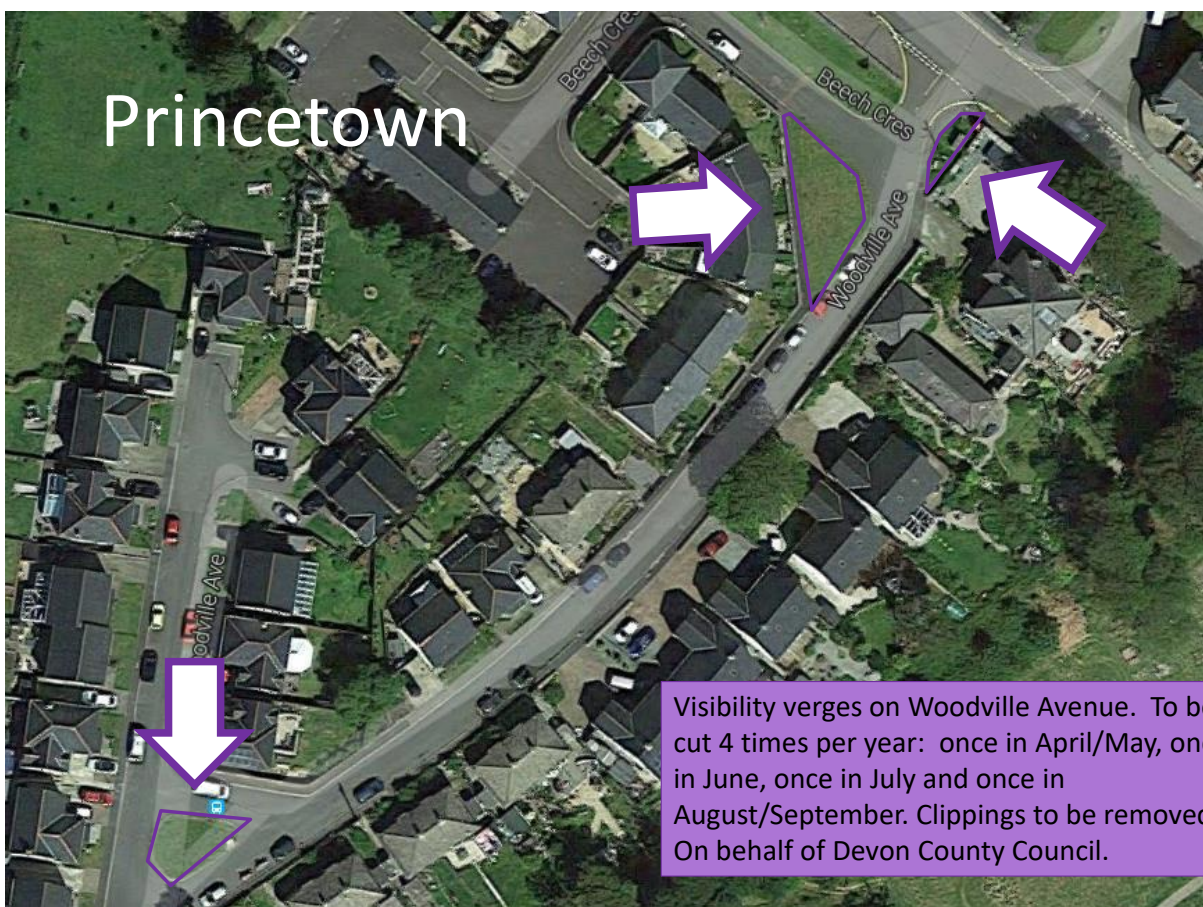 Princetown
Beech Cres
Beech Cres
Woodville Ave
oodville Ave
Visibility verges on Woodville Avenue. To be
cut 4 times per year: once in April/May, on
in June, once in July and once in
August/September. Clippings to be removed
On behalf of Devon County Council.